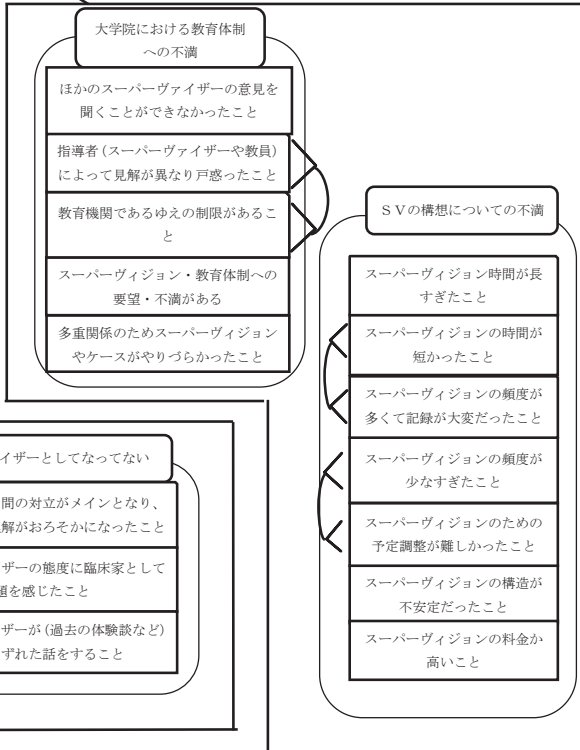 大学院における教育体制
への不満
ほかのスーパーヴァイザーの意見を
聞くことができなかったこと
指導者（スーパーヴァイザーや教員）
によって見解が異なり戸惑ったこと
教育機関であるゆえの制限があるこ
と
スーパーヴィジョン・教育体制への
要望・不満がある
多重関係のためスーパーヴィジョン
やケースがやりづらかったこと
ＳＶの構想についての不満
スーパーヴィジョン時間が長
すぎたこと
スーパーヴィジョンの時間が
短かったこと
スーパーヴィジョンの頻度が
多くて記録が大変だったこと
スーパーヴィジョンの頻度が
少なすぎたこと
スーパーヴィジョンのための
予定調整が難しかったこと
スーパーヴィジョンの構造が
不安定だったこと
スーパーヴィジョンの料金が
高いこと
イザーとしてなってない
間の対立がメインとなり、
解がおろそかになったこと
ザーの態度に臨床家として
を感じたこと
ザーが（過去の体験談など）
ずれた話をすること